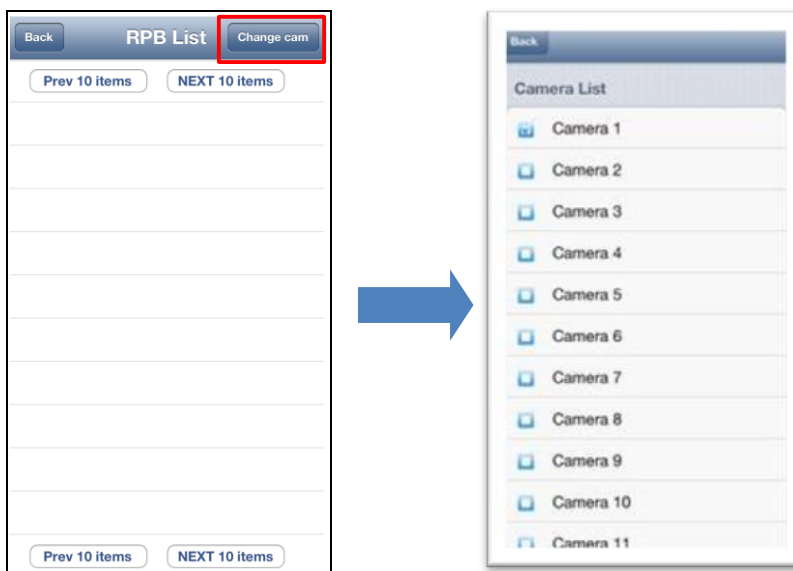 Back RPB List Change cam
Prev 10 items NEXT 10 items
Prev 10 items NEXT 10 items
Back
Camera List
Camera 1
Camera 2
Camera 3
Camera 4
Camera 5
Camera 6
Camera 7
Camera 8
Camera 9
Camera 10
Camera 11